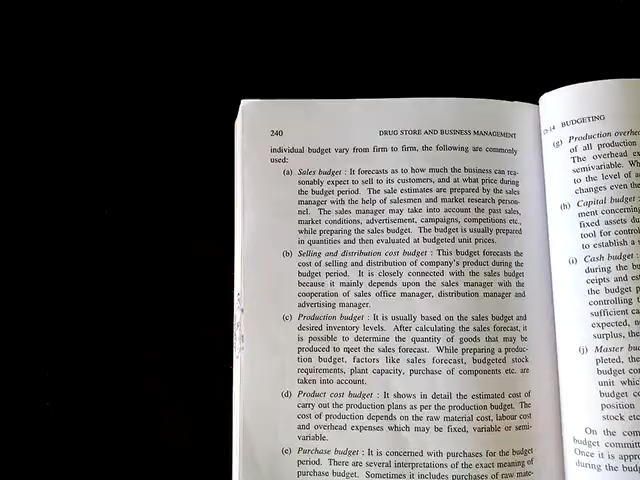 240 DRUG STORE AND BUSINESS MANAGEMENT
individual budget vary from firm to firm, the following are commonly
used:
(a) Sales budget : It forecasts as to how much the business can rea-
sonably expect to sell to its customers, and at what price during
the budget period. The sale estimates are prepared by the sales
manager with the help of salesmen and market research person-
nel. The sales manager may take into account the past sales,
market conditions, advertisement, campaigns, competitions etc.,
while preparing the sales budget. The budget is usually prepared
in quantities and then evaluated at budgeted unit prices.
(b) Selling and distribution cost budget : This budget forecasts the
cost of selling and distribution of company's product during the
budget period. It is closely connected with the sales budget
because it mainly depends upon the sales manager with the
cooperation of sales office manager, distribution manager and
advertising manager.
(c) Production budget : It is usually based on the sales budget and
desired inventory levels. After calculating the sales forecast, it
is possible to determine the quantity of goods that may be
produced to meet the sales forecast. While preparing a produc-
tion budget, factors like sales forecast, budgeted stock
requirements, plant capacity, purchase of components etc. are
taken into account.
(d) Product cost budget : It shows in detail the estimated cost of
carry out the production plans as per the production budget. The
cost of production depends on the raw material cost, labour cost
and overhead expenses which may be fixed, variable or semi-
variable.
(e) Purchase budget : It is concerned with purchases for the budget
period. There are several interpretations of the exact meaning of
purchase budget. Sometimes it includes purchases of raw mate-
BUDGETING
(g) Production overhe
of all production
The overhead ex
semivariable. Wh
to the level of a
changes even the
(h) Capital budget :
ment concerning
fixed assets du
tool for control
to establish a
(i) Cash budget :
during the bu
ceipts and est
the budget p
controlling t
sufficient ca
expected,
surplus, the
(j) Master bud
pleted, the
budget con
unit which
budget co
position
stock etc
On the com
budget committ
Once it is appro
during the budg